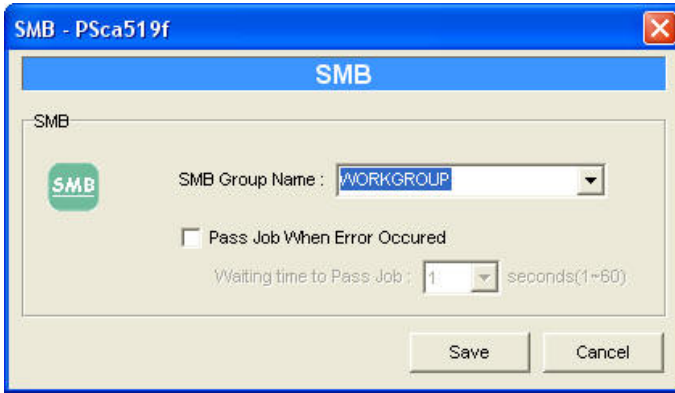 SMB - PSca519f
SMB
SMB
SMB
SMB Group Name : WORKGROUP
Pass Job When Error Occured
Waiting time to Pass Job : 1 seconds(1~60)
Save Cancel